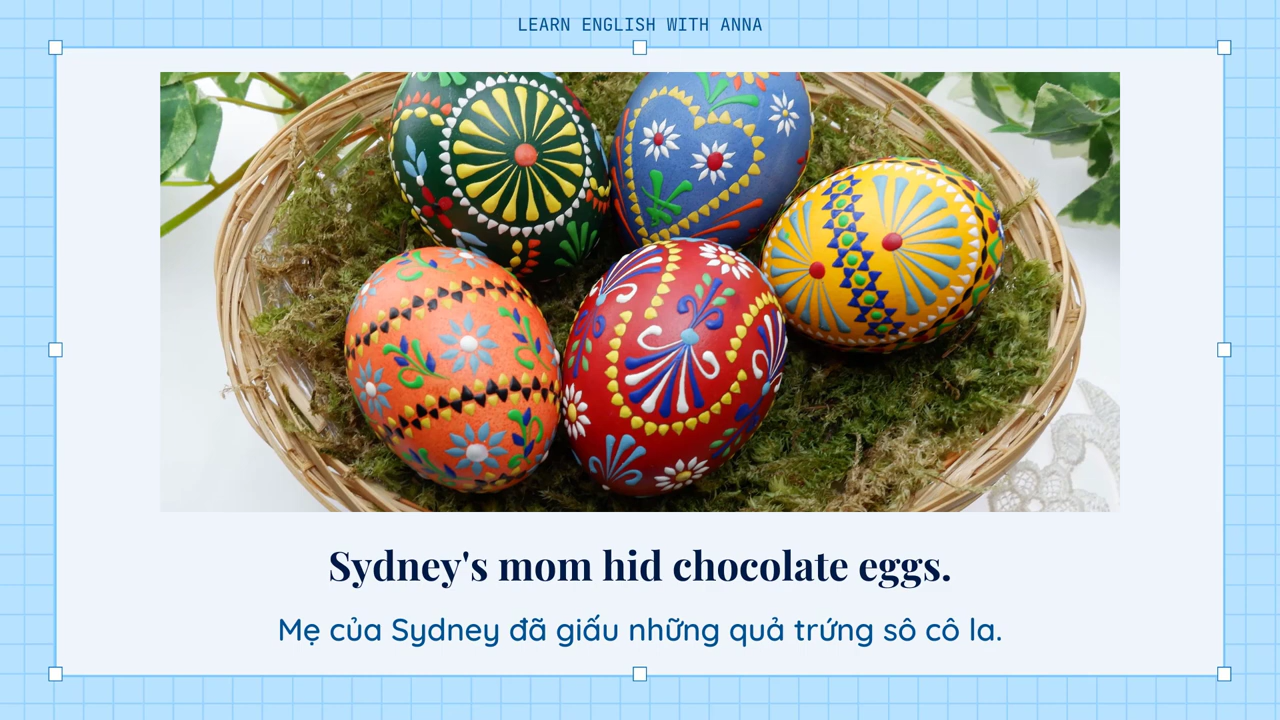 LEARN ENGLISH WITH ANNA
Sydney's mom hid chocolate eggs.
Mẹ của Sydney đã giấu những quả trứng sô cô la.